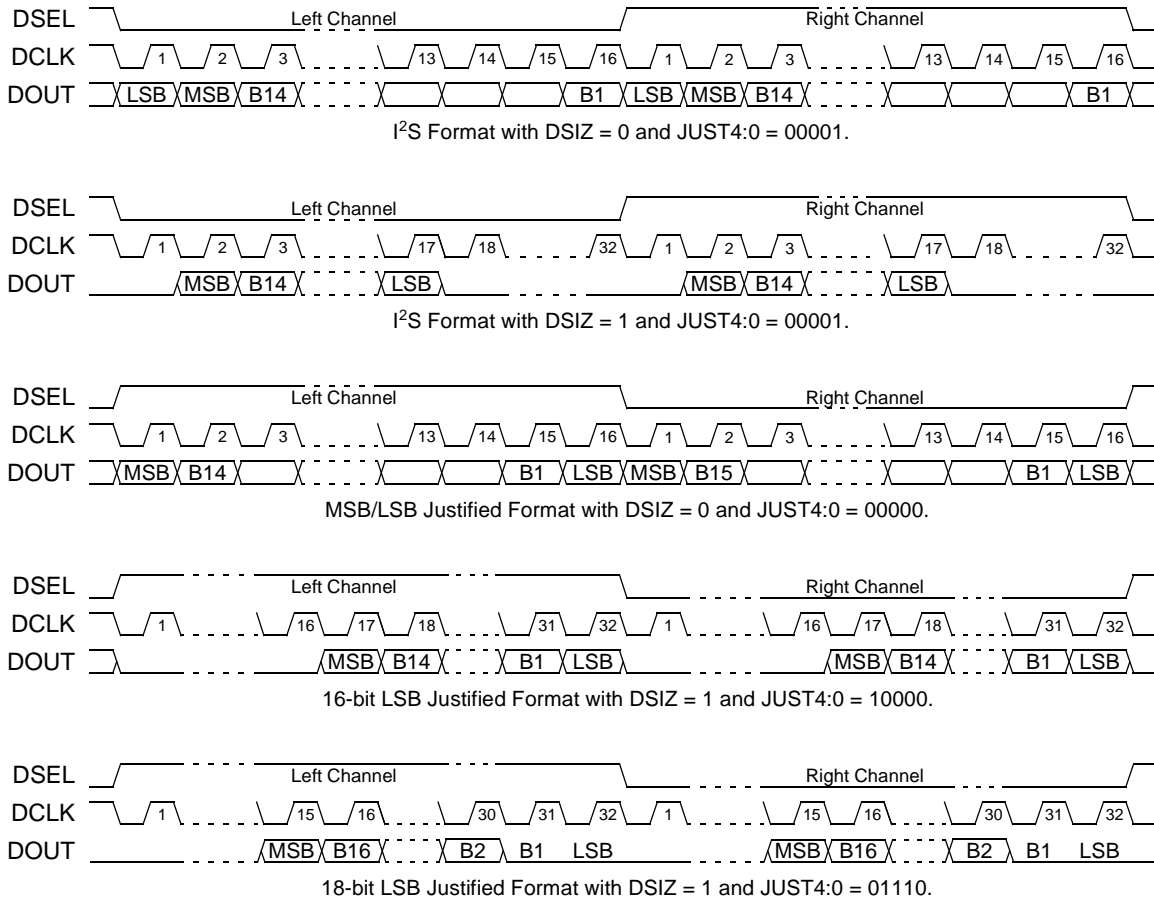 DSEL Left Channel Right Channel
DCLK 1 2 3 13 14 15 16 1 2 3 13 14 15 16
DOUT LSB MSB B14 B1 LSB MSB B14 B1
I²S Format with DSIZ = 0 and JUST4:0 = 00001.
DSEL Left Channel Right Channel
DCLK 1 2 3 17 18 32 1 2 3 17 18 32
DOUT MSB B14 LSB MSB B14 LSB
I²S Format with DSIZ = 1 and JUST4:0 = 00001.
DSEL Left Channel Right Channel
DCLK 1 2 3 13 14 15 16 1 2 3 13 14 15 16
DOUT MSB B14 B1 LSB MSB B15 B1 LSB
MSB/LSB Justified Format with DSIZ = 0 and JUST4:0 = 00000.
DSEL Left Channel Right Channel
DCLK 1 16 17 18 31 32 1 16 17 18 31 32
DOUT MSB B14 B1 LSB MSB B14 B1 LSB
16-bit LSB Justified Format with DSIZ = 1 and JUST4:0 = 10000.
DSEL Left Channel Right Channel
DCLK 1 15 16 30 31 32 1 15 16 30 31 32
DOUT MSB B16 B2 B1 LSB MSB B16 B2 B1 LSB
18-bit LSB Justified Format with DSIZ = 1 and JUST4:0 = 01110.